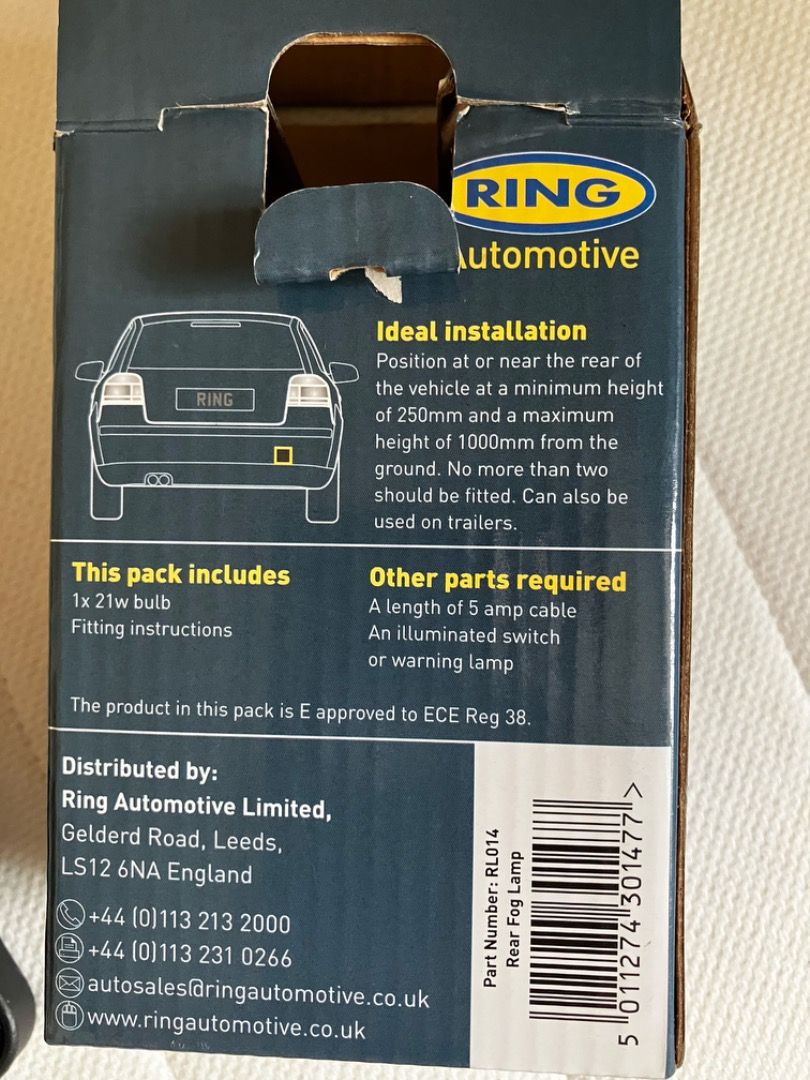 RING
Automotive
Ideal installation
Position at or near the rear of
the vehicle at a minimum height
of 250mm and a maximum
height of 1000mm from the
ground. No more than two
should be fitted. Can also be
used on trailers.
RING
This pack includes
1x 21w bulb
Fitting instructions
Other parts required
A length of 5 amp cable
An illuminated switch
or warning lamp
The product in this pack is E approved to ECE Reg 38.
Distributed by:
Ring Automotive Limited,
Gelderd Road, Leeds,
LS12 6NA England
+44 (0)113 213 2000
+44 (0)113 231 0266
autosales@ringautomotive.co.uk
www.ringautomotive.co.uk
Part Number: RL014
Rear Fog Lamp
5 011274 301477 >